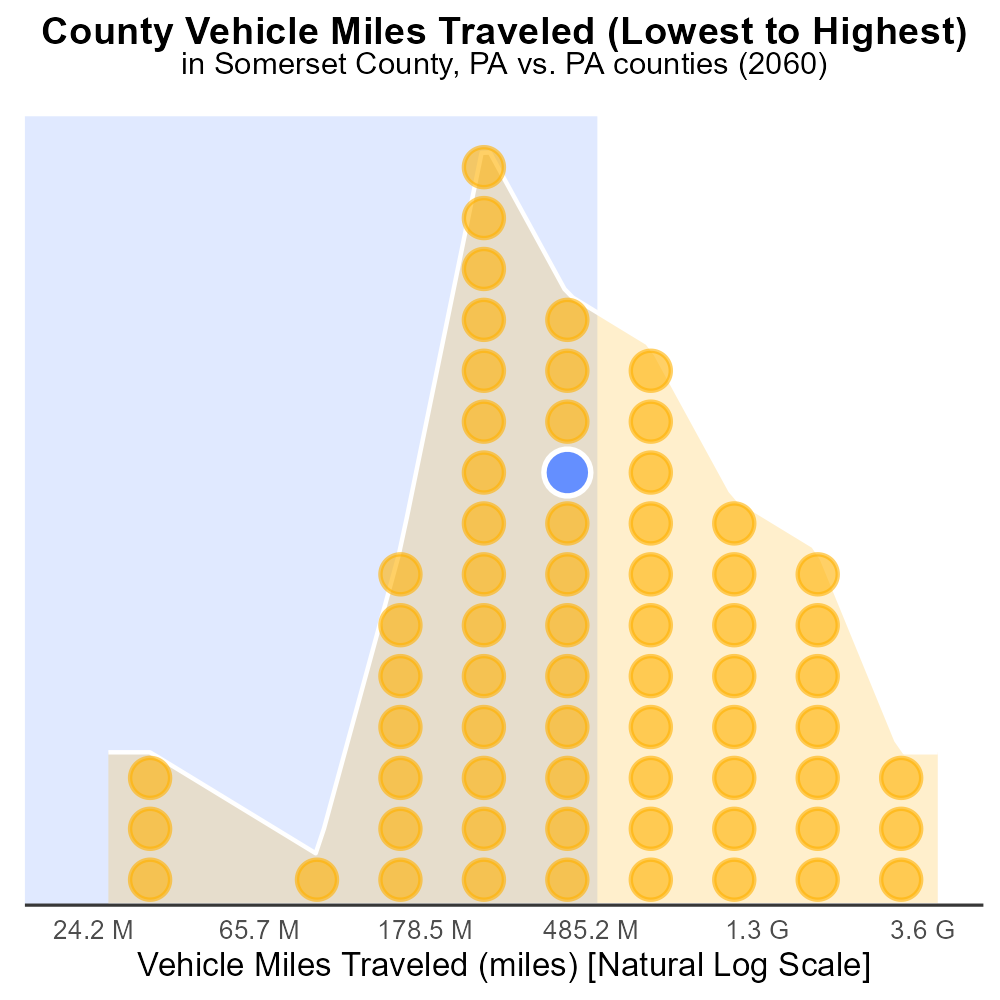 County Vehicle Miles Traveled (Lowest to Highest)
in Somerset County, PA vs. PA counties (2060)
24.2 M 65.7 M 178.5 M 485.2 M 1.3 G 3.6 G
Vehicle Miles Traveled (miles) [Natural Log Scale]